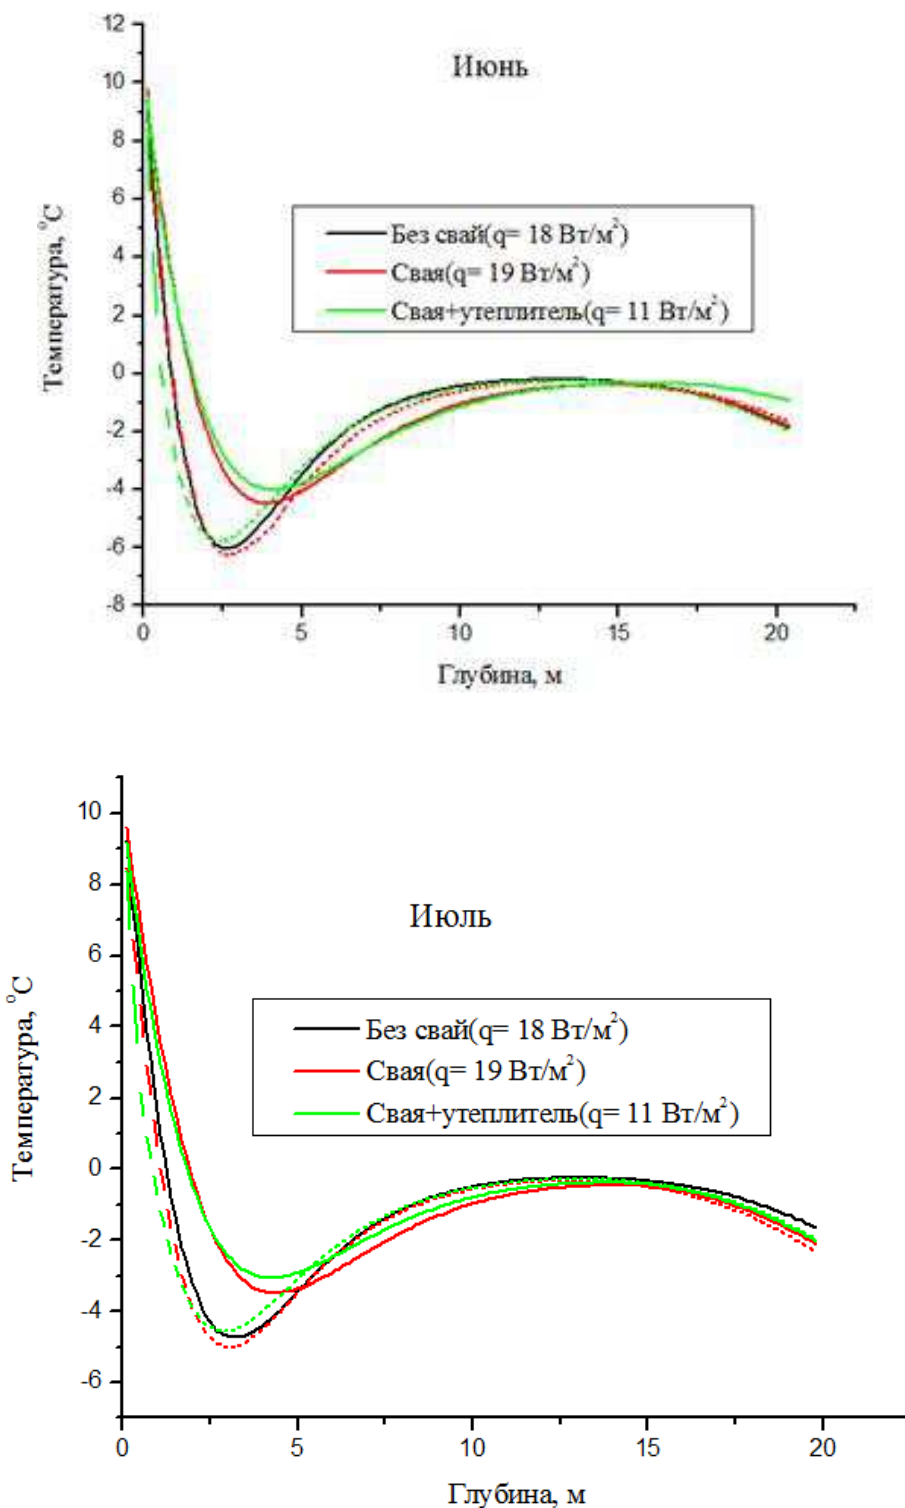 12
Июнь
10
8
6
4
2
0
-2
-4
-6
-8
Температура, °C
Без свай(q= 18 Вт/м²)
Свая(q= 19 Вт/м²)
Свая+утеплитель(q= 11 Вт/м²)
0 5 10 15 20
Глубина, м
10
8
6
4
2
0
-2
-4
-6
Температура, °C
Июль
Без свай(q= 18 Вт/м²)
Свая(q= 19 Вт/м²)
Свая+утеплитель(q= 11 Вт/м²)
0 5 10 15 20
Глубина, м